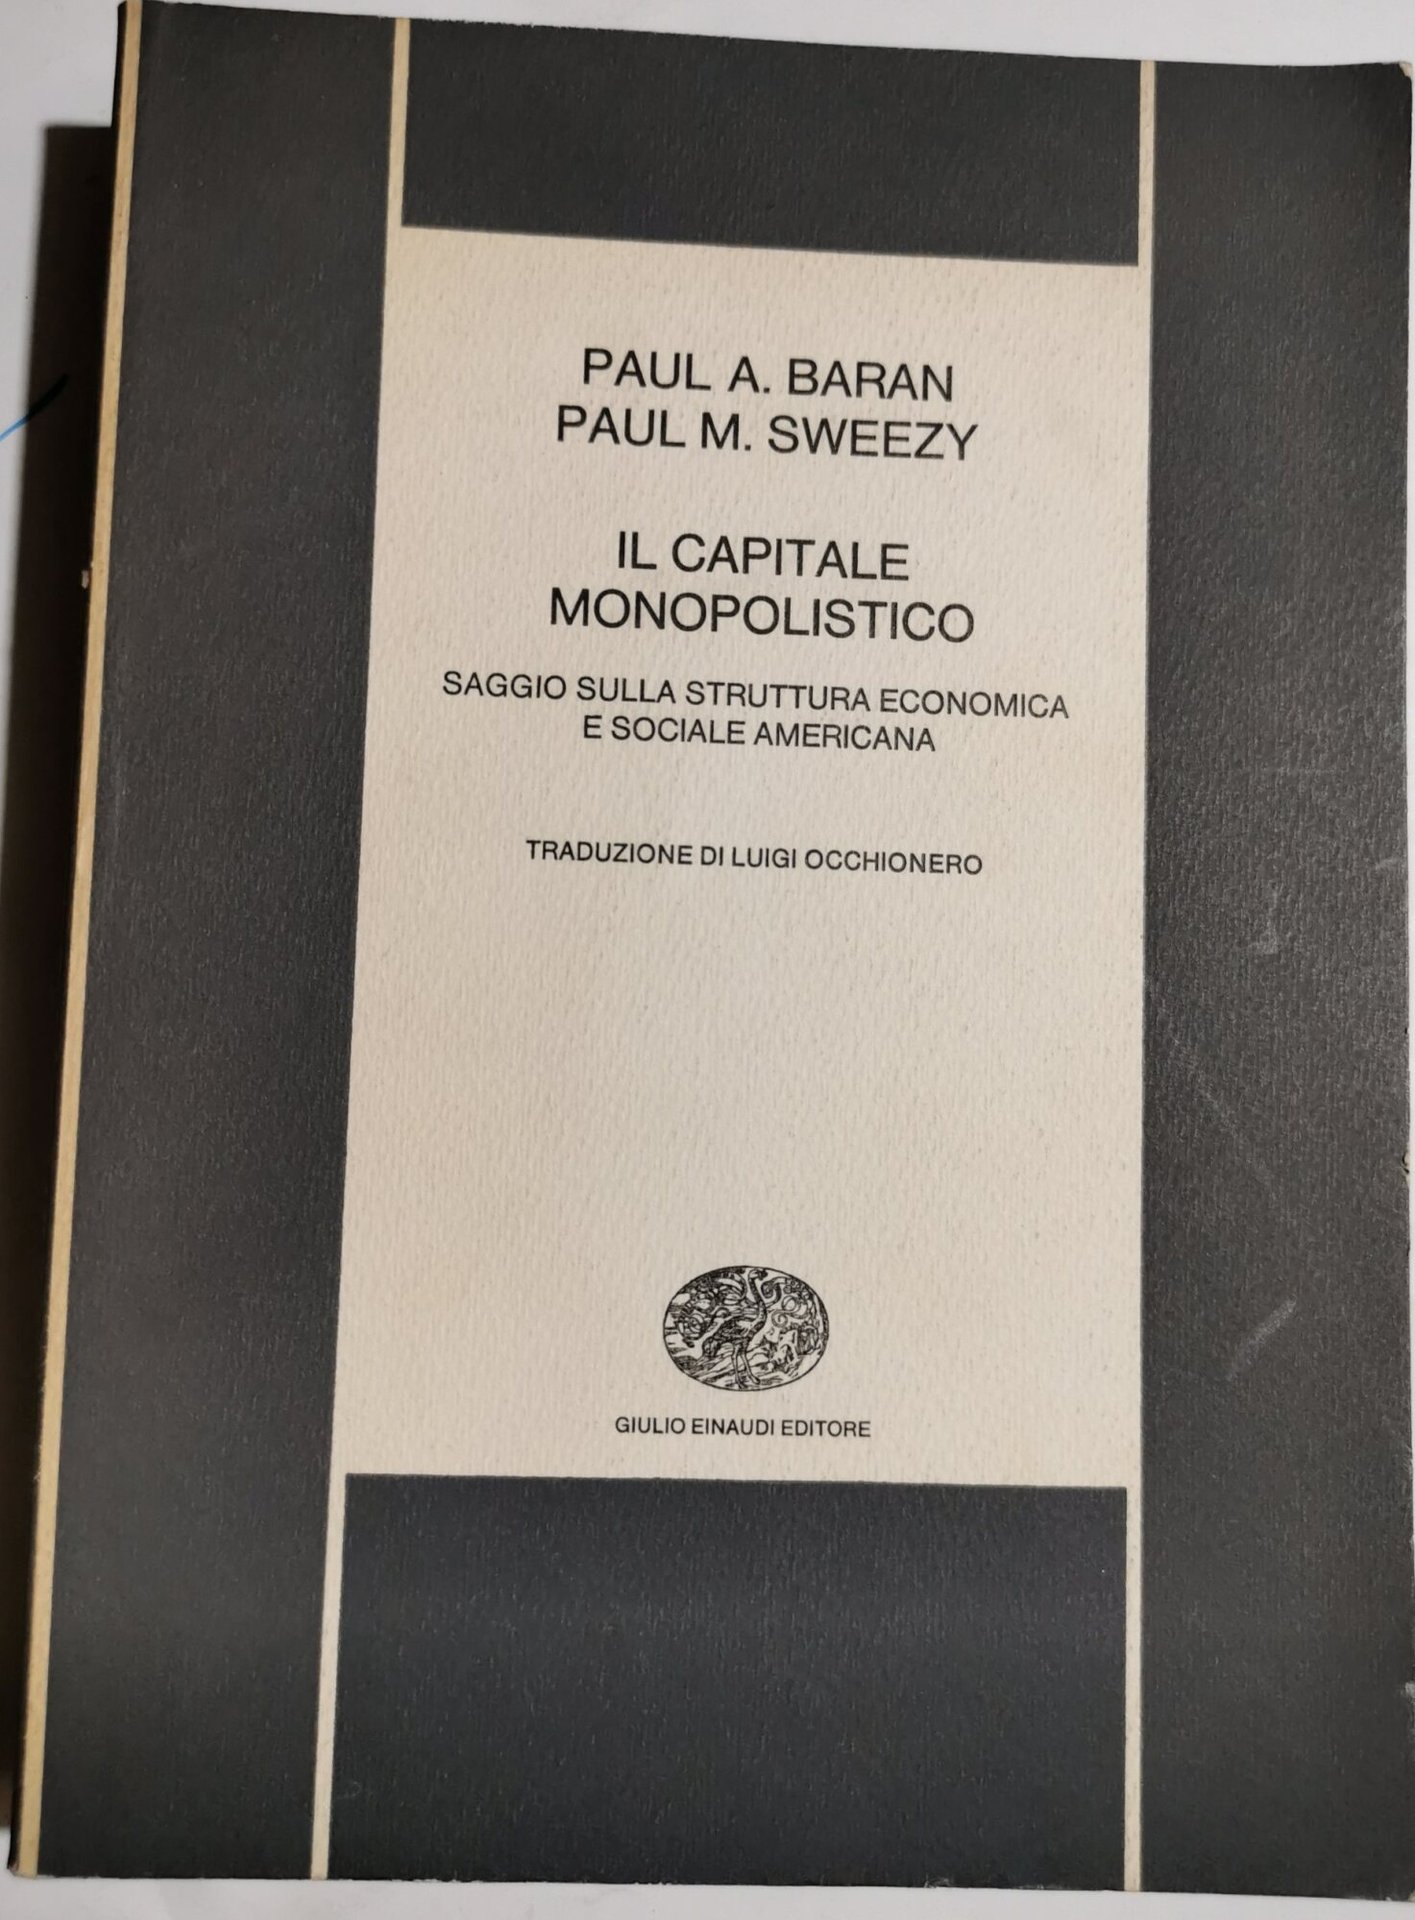 PAUL A. BARAN
PAUL M. SWEEZY
IL CAPITALE
MONOPOLISTICO
SAGGIO SULLA STRUTTURA ECONOMICA
E SOCIALE AMERICANA
TRADUZIONE DI LUIGI OCCHIONERO
GIULIO EINAUDI EDITORE